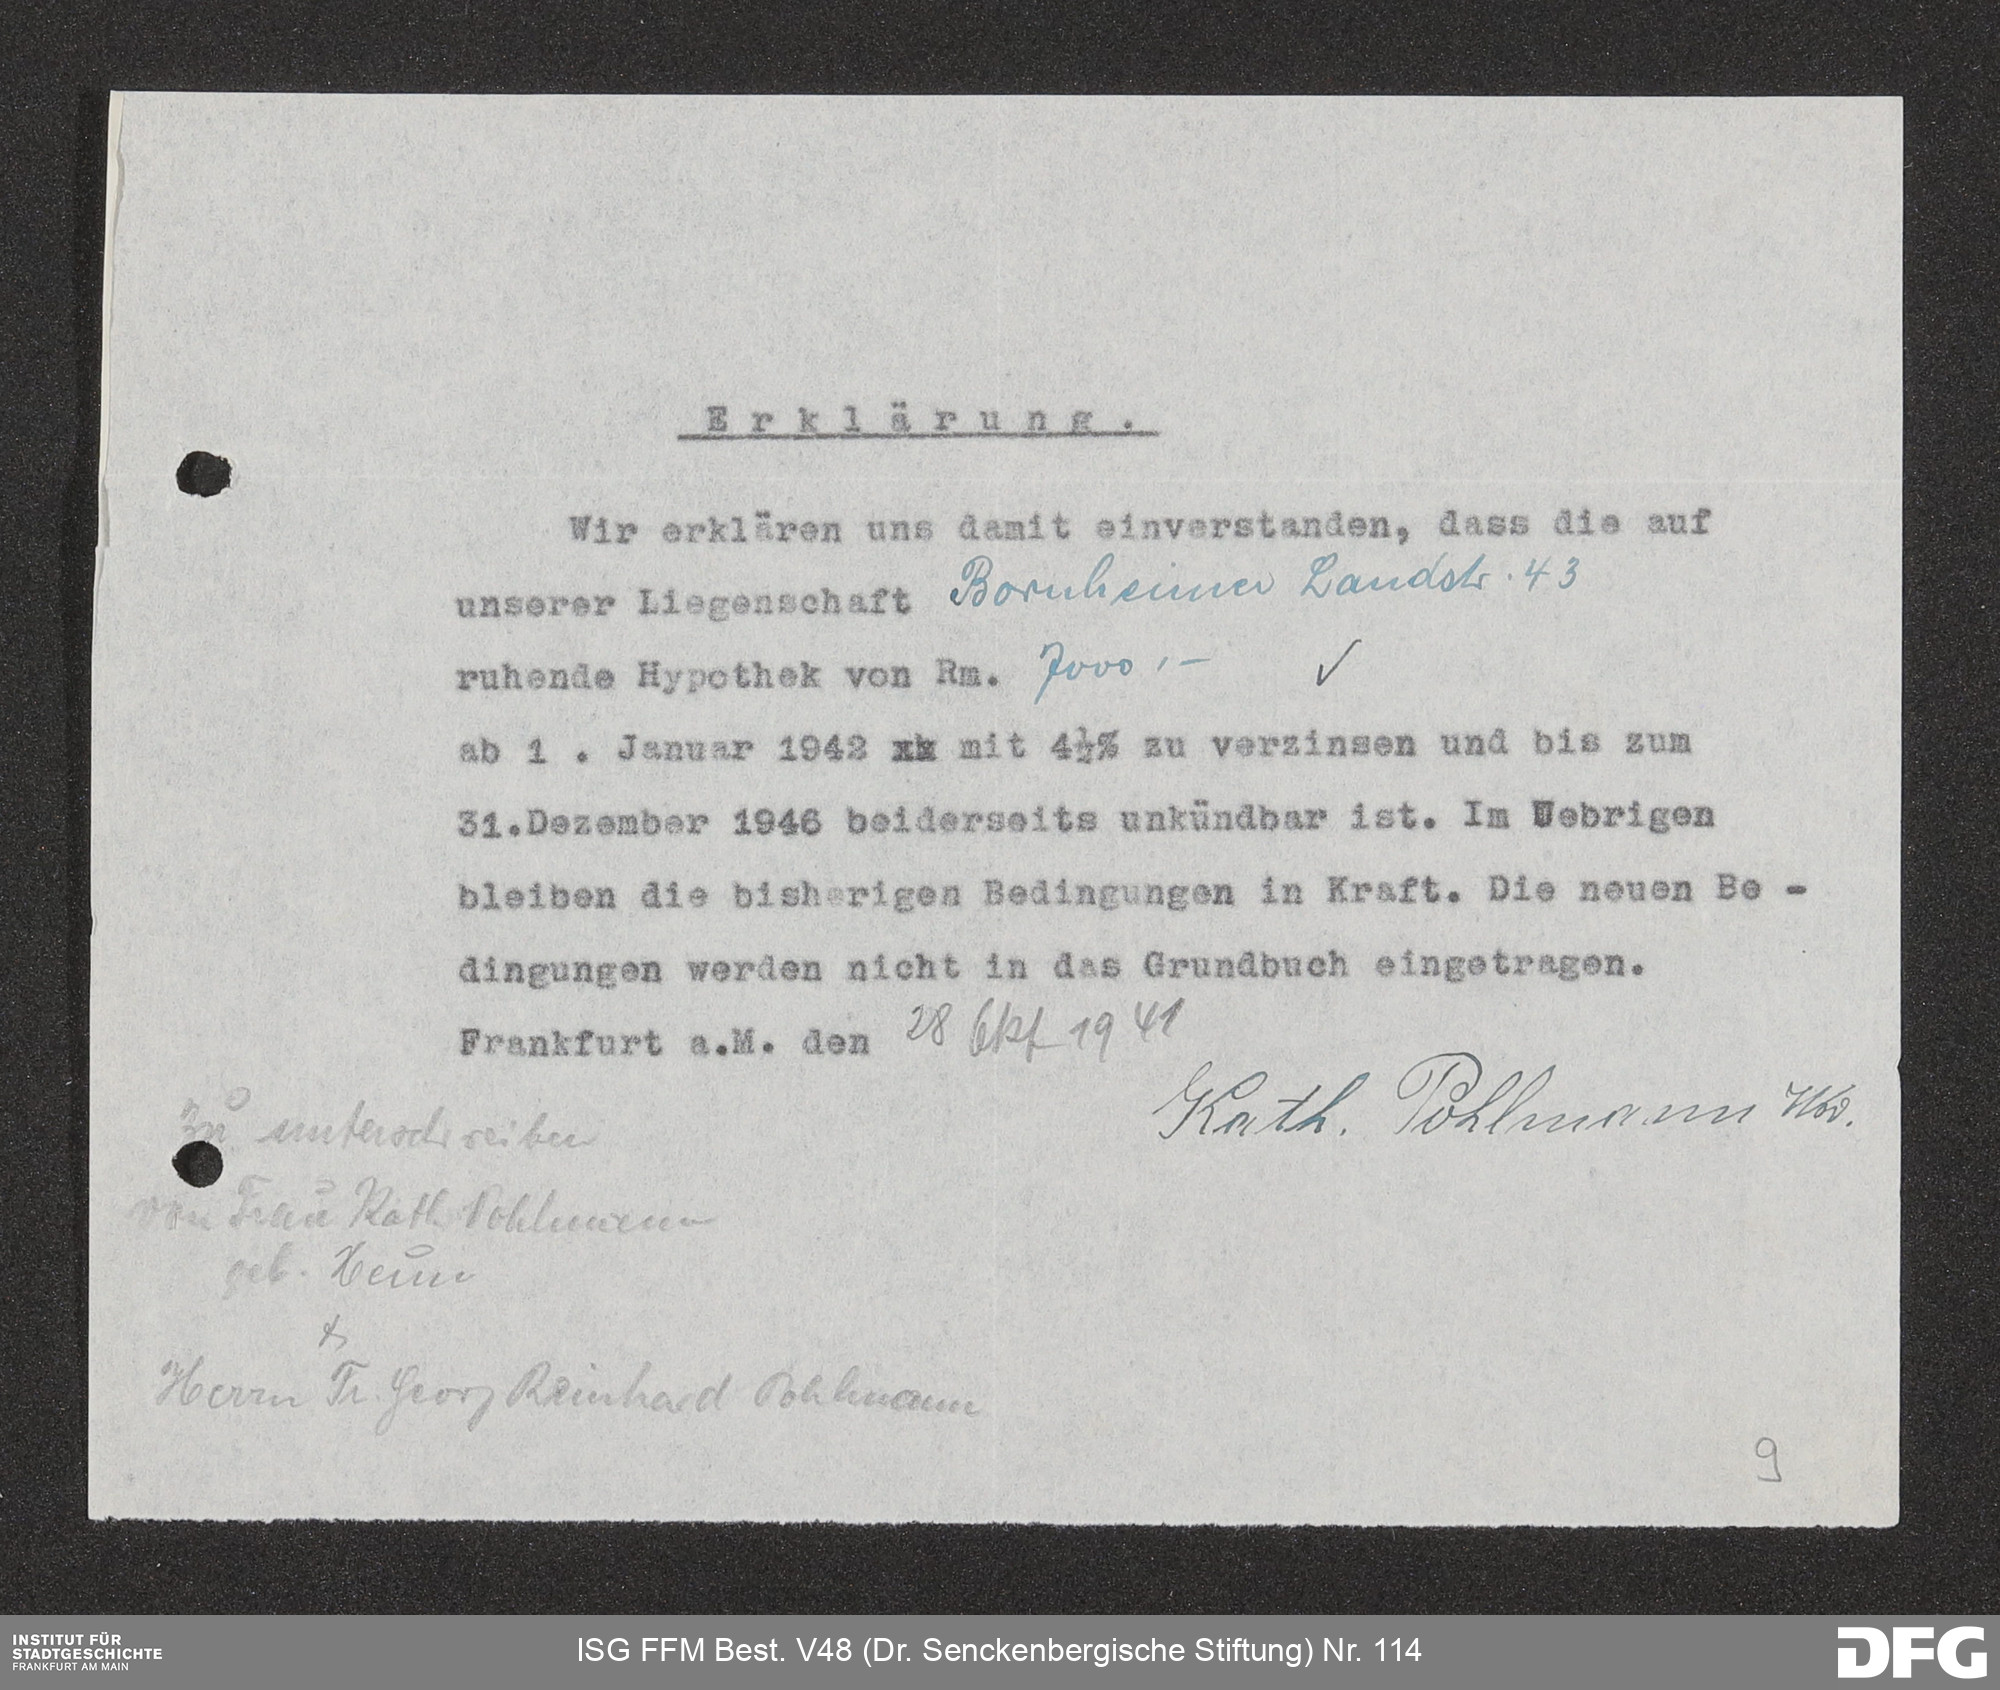 Erklärung.
Wir erklären uns damit einverstanden, dass die auf
unserer Liegenschaft Bornheimer Landstr. 43
ruhende Hypothek von Rm. 7000,-
ab 1 . Januar 1942 xx mit 4½% zu verzinsen und bis zum
31.Dezember 1946 beiderseits unkündbar ist. Im Uebrigen
bleiben die bisherigen Bedingungen in Kraft. Die neuen Be -
dingungen werden nicht in das Grundbuch eingetragen.
Frankfurt a.M. den 28 Okt 1941
Kath. Pohlmann Ww.
Zu unterschreiben
von Frau Kath. Pohlmann
geb. Heun
&
Herrn Fr. Georg Reinhard Pohlmann
9
INSTITUT FÜR
STADTGESCHICHTE
FRANKFURT AM MAIN
ISG FFM Best. V48 (Dr. Senckenbergische Stiftung) Nr. 114
DFG